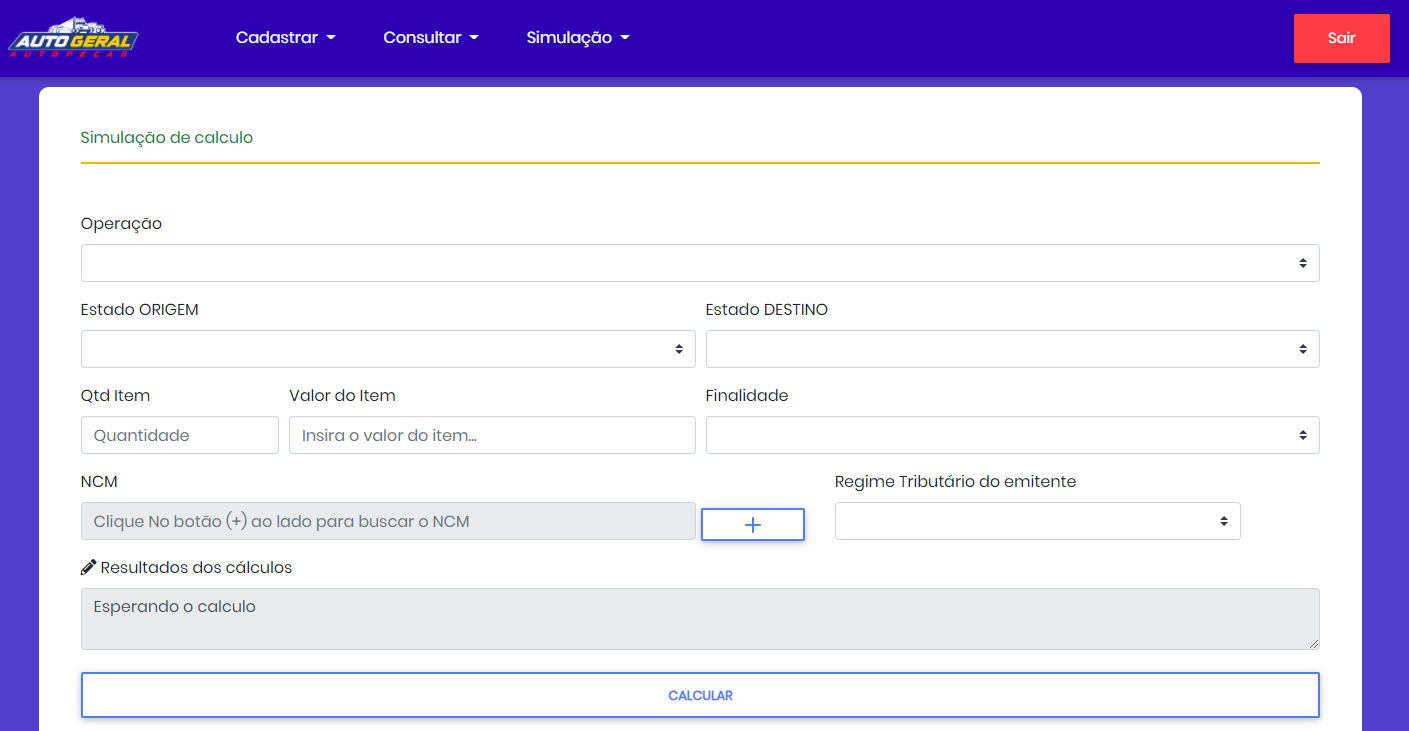 AUTO GERAL
AUTOPEÇAS
Cadastrar Consultar Simulação Sair
Simulação de calculo
Operação
Estado ORIGEM Estado DESTINO
Qtd Item Valor do Item Finalidade
Quantidade Insira o valor do item...
NCM Regime Tributário do emitente
Clique No botão (+) ao lado para buscar o NCM +
Resultados dos cálculos
Esperando o calculo
CALCULAR